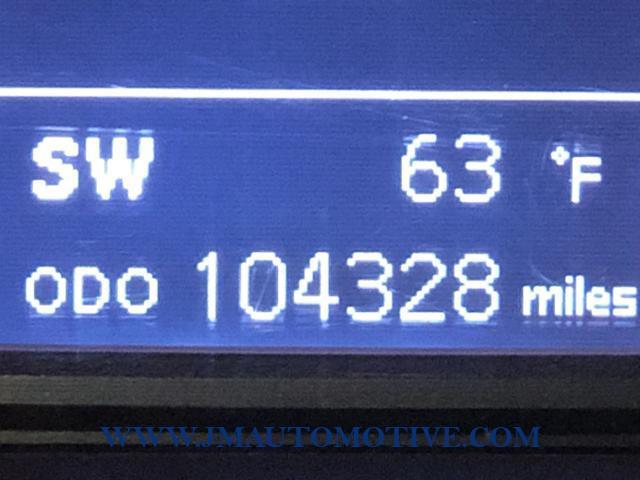 SW 63 °F
ODO 104328 miles
WWW.JMAUTOMOTIVE.COM